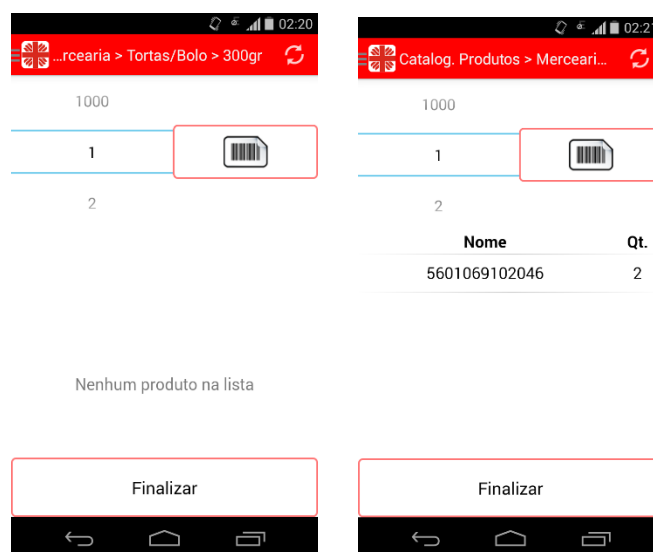 02:20
...rcearia > Tortas/Bolo > 300gr
1000
1
2
Nenhum produto na lista
Finalizar
02:21
Catalog. Produtos > Merceari...
1000
1
2
Nome Qt.
5601069102046 2
Finalizar